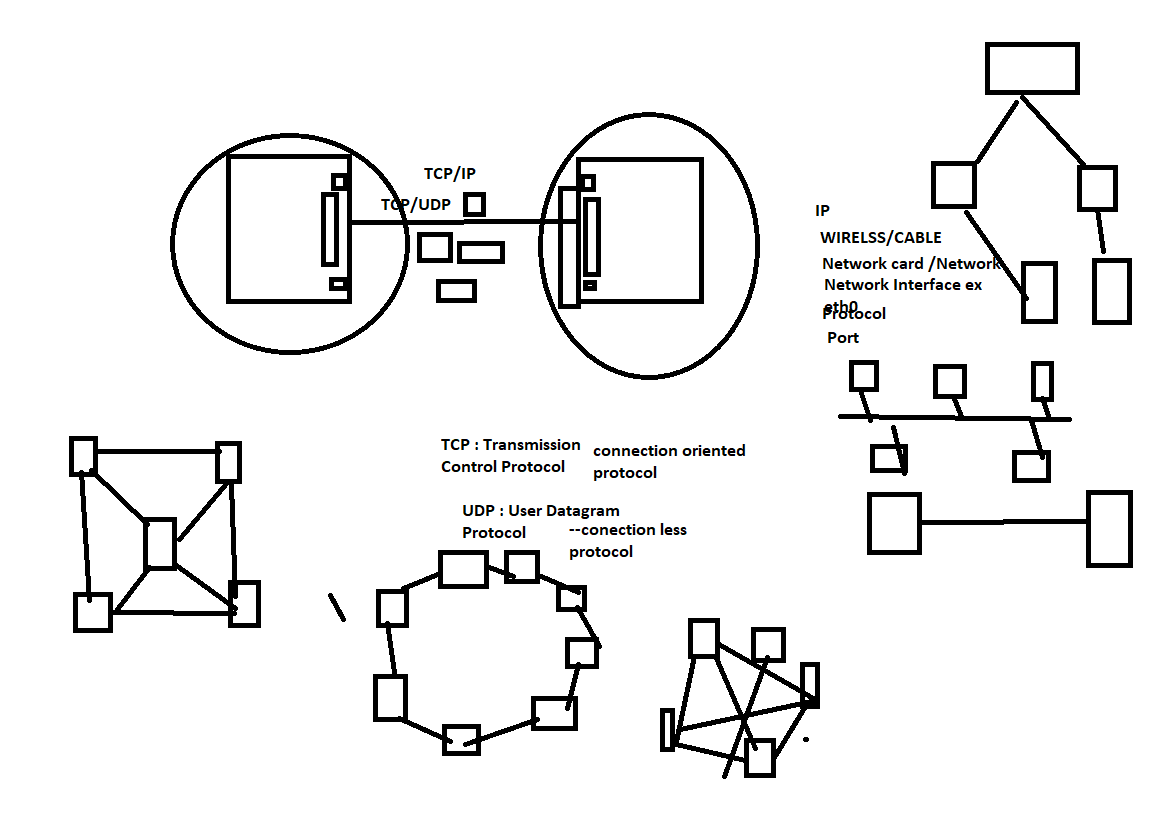 TCP/IP
TCP/UDP
IP
WIRELSS/CABLE
Network card /Network
Network Interface ex
eth0
Protocol
Port
TCP : Transmission
Control Protocol
connection oriented
protocol
UDP : User Datagram
Protocol
--conection less
protocol